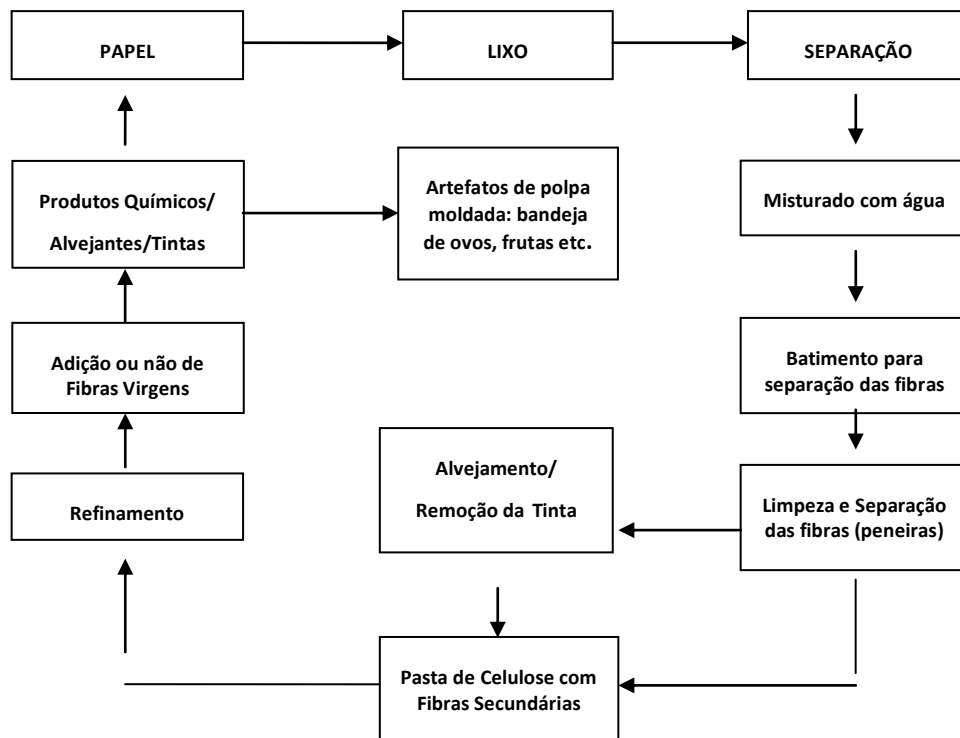 PAPEL
LIXO
SEPARAÇÃO
Produtos Químicos/
Alvejantes/Tintas
Artefatos de polpa
moldada: bandeja
de ovos, frutas etc.
Misturado com água
Adição ou não de
Fibras Virgens
Batimento para
separação das fibras
Alvejamento/
Remoção da Tinta
Refinamento
Limpeza e Separação
das fibras (peneiras)
Pasta de Celulose com
Fibras Secundárias